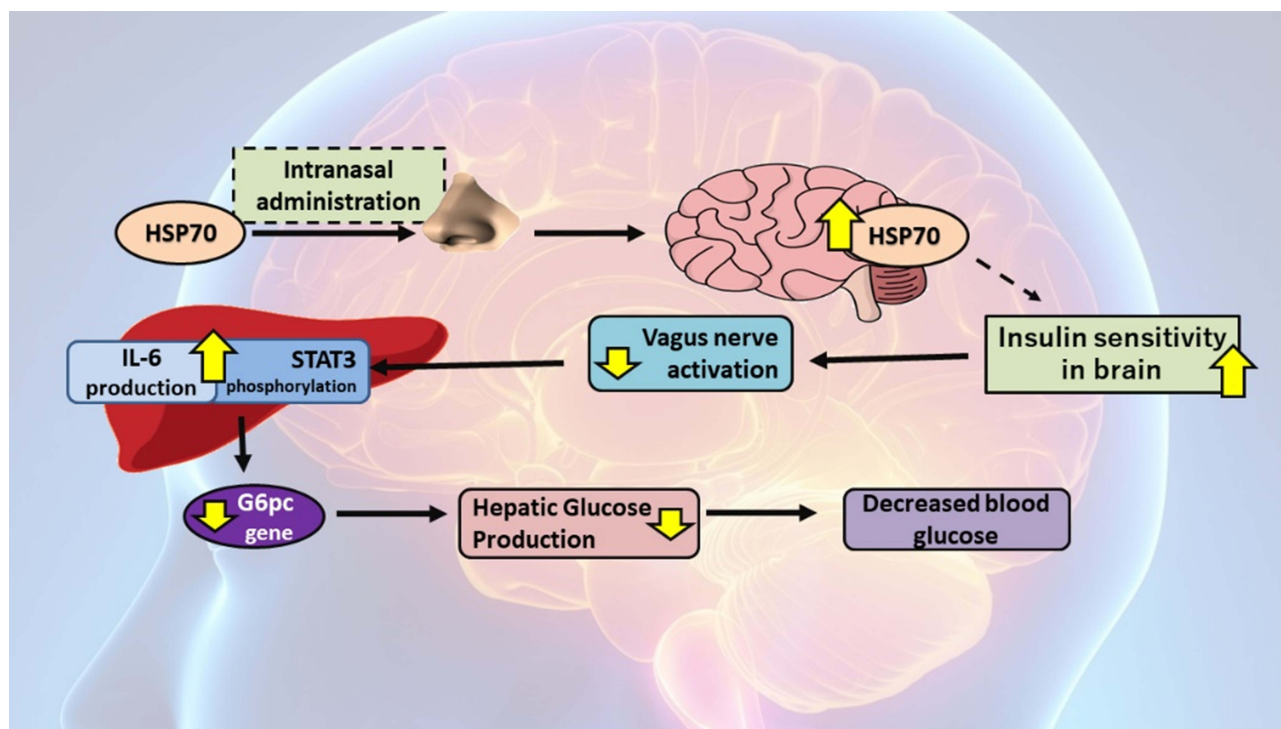 Intranasal
administration
HSP70
HSP70
Insulin sensitivity
in brain
Vagus nerve
activation
IL-6
production
STAT3
phosphorylation
G6pc
gene
Hepatic Glucose
Production
Decreased blood
glucose